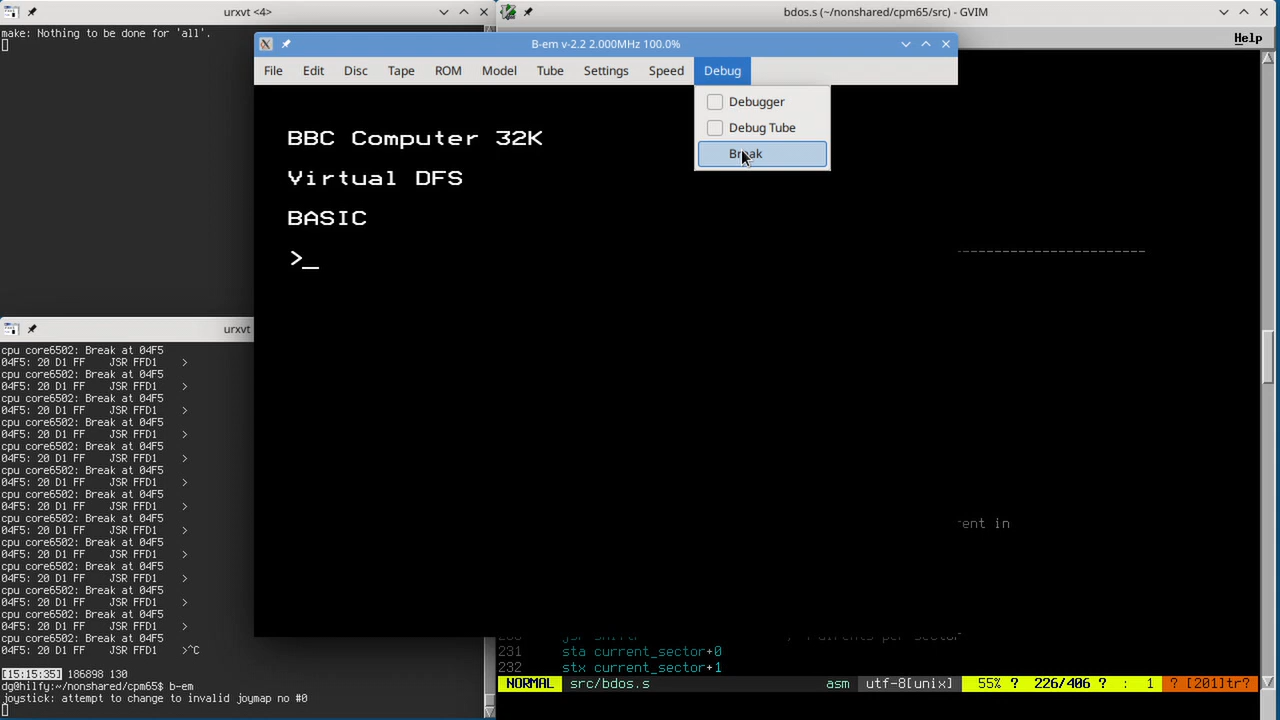 urxvt <4>
make: Nothing to be done for 'all'.
bdos.s (~/nonshared/cpm65/src) - GVIM
Help
B-em v-2.2 2.000MHz 100.0%
File Edit Disc Tape ROM Model Tube Settings Speed Debug
Debugger
Debug Tube
Break
BBC Computer 32K
Virtual DFS
BASIC
>_
urxvt
cpu core6502: Break at 04F5
04F5: 20 D1 FF    JSR FFD1    >
cpu core6502: Break at 04F5
04F5: 20 D1 FF    JSR FFD1    >
cpu core6502: Break at 04F5
04F5: 20 D1 FF    JSR FFD1    >
cpu core6502: Break at 04F5
04F5: 20 D1 FF    JSR FFD1    >
cpu core6502: Break at 04F5
04F5: 20 D1 FF    JSR FFD1    >
cpu core6502: Break at 04F5
04F5: 20 D1 FF    JSR FFD1    >
cpu core6502: Break at 04F5
04F5: 20 D1 FF    JSR FFD1    >
cpu core6502: Break at 04F5
04F5: 20 D1 FF    JSR FFD1    >
cpu core6502: Break at 04F5
04F5: 20 D1 FF    JSR FFD1    >
cpu core6502: Break at 04F5
04F5: 20 D1 FF    JSR FFD1    >
cpu core6502: Break at 04F5
04F5: 20 D1 FF    JSR FFD1    >
cpu core6502: Break at 04F5
04F5: 20 D1 FF    JSR FFD1    >
cpu core6502: Break at 04F5
04F5: 20 D1 FF    JSR FFD1    >^C
[15:15:35] 186898 130
dg@hilfy:~/nonshared/cpm65$ b-em
joystick: attempt to change to invalid joymap no #0
in
231 sta current_sector+0
232 stx current_sector+1
NORMAL src/bdos.s asm utf-8[unix] 55% ? 226/406 ? : 1 ? [201]tr?